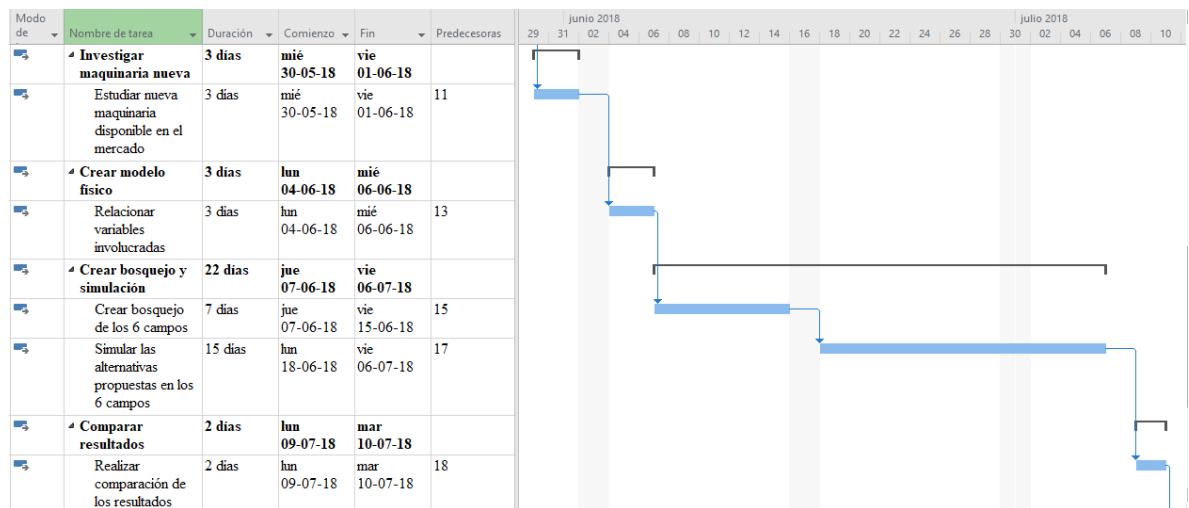 Modo
de
Nombre de tarea
Duración
Comienzo
Fin
Predecesoras
junio 2018
julio 2018
29 31 02 04 06 08 10 12 14 16 18 20 22 24 26 28 30 02 04 06 08 10
Investigar
maquinaria nueva
3 días
mié
30-05-18
vie
01-06-18
Estudiar nueva
maquinaria
disponible en el
mercado
3 días
mié
30-05-18
vie
01-06-18
11
Crear modelo
físico
3 días
lun
04-06-18
mié
06-06-18
Relacionar
variables
involucradas
3 días
lun
04-06-18
mié
06-06-18
13
Crear bosquejo y
simulación
22 días
jue
07-06-18
vie
06-07-18
Crear bosquejo
de los 6 campos
7 días
jue
07-06-18
vie
15-06-18
15
Simular las
alternativas
propuestas en los
6 campos
15 días
lun
18-06-18
vie
06-07-18
17
Comparar
resultados
2 días
lun
09-07-18
mar
10-07-18
Realizar
comparación de
los resultados
2 días
lun
09-07-18
mar
10-07-18
18